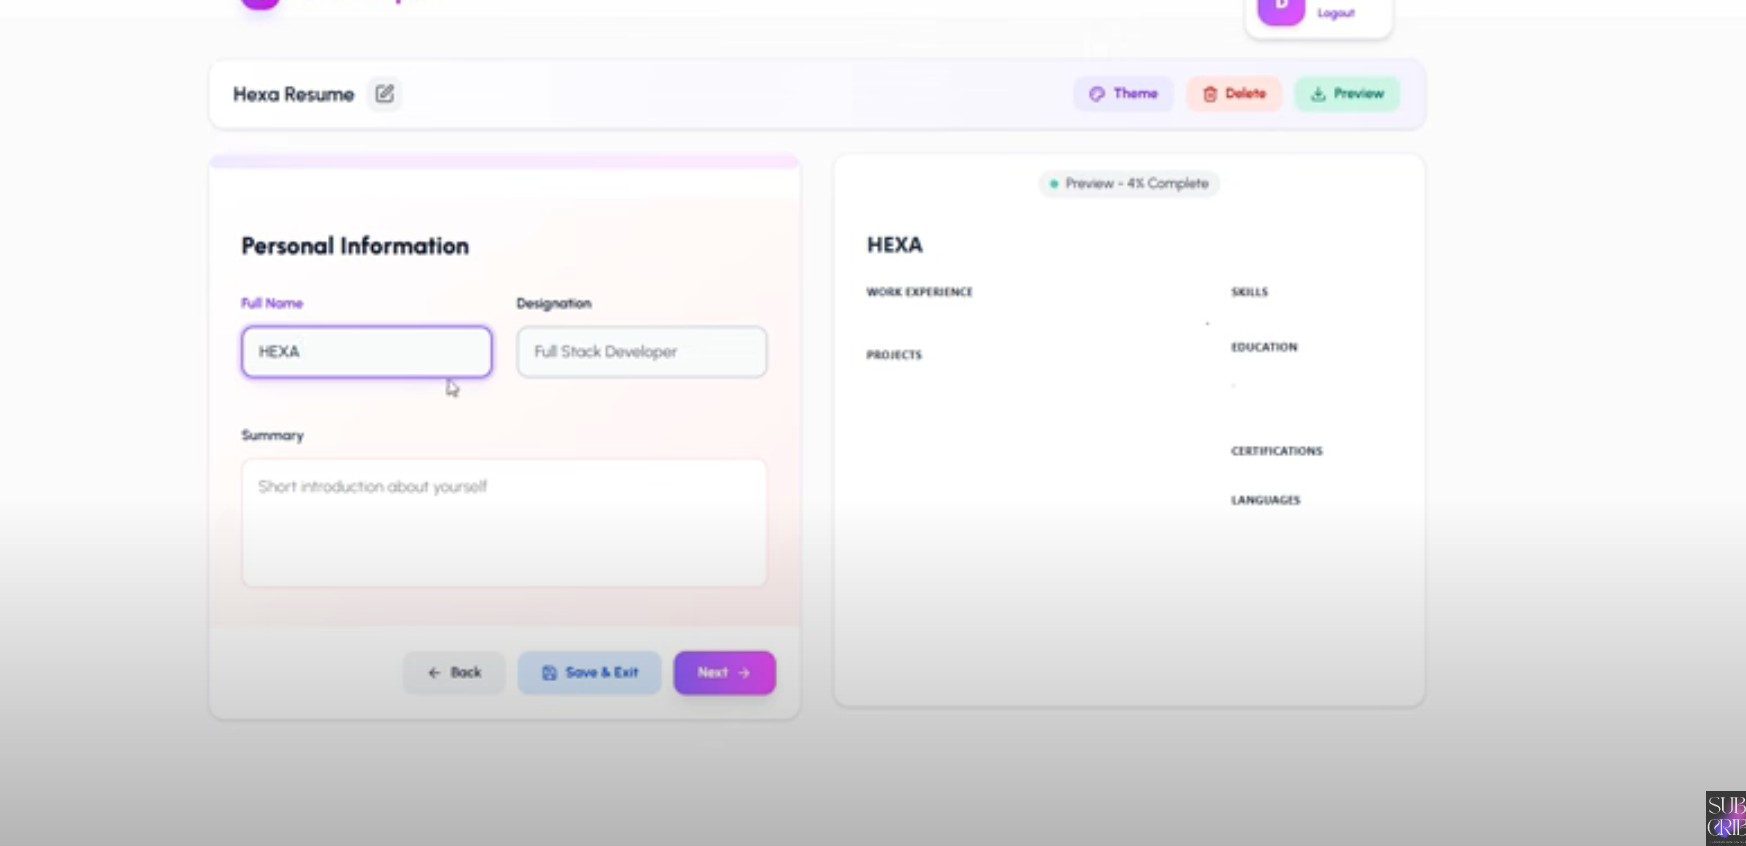 D
Logout
Hexa Resume
Theme
Delete
Preview
Personal Information
Full Name
Designation
HEXA
Full Stack Developer
Summary
Short introduction about yourself
← Back
Save & Exit
Next →
Preview - 4% Complete
HEXA
WORK EXPERIENCE
PROJECTS
SKILLS
EDUCATION
CERTIFICATIONS
LANGUAGES
SUB
CRIB